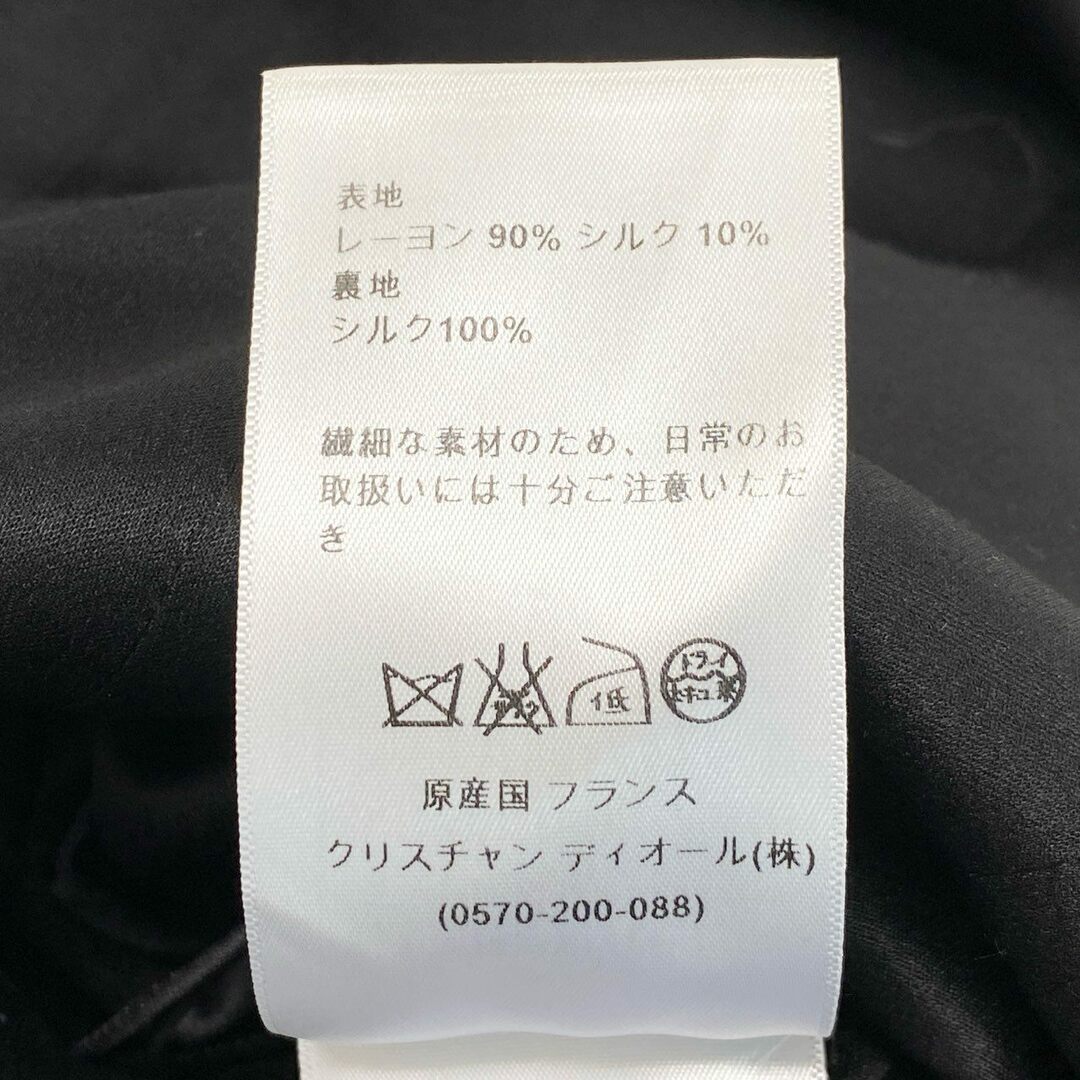 表地
レーヨン 90% シルク 10%
裏地
シルク100%
繊細な素材のため、日常のお
取扱いには十分ご注意いただ
き
低
ドライ
原産国 フランス
クリスチャン ディオール(株)
(0570-200-088)